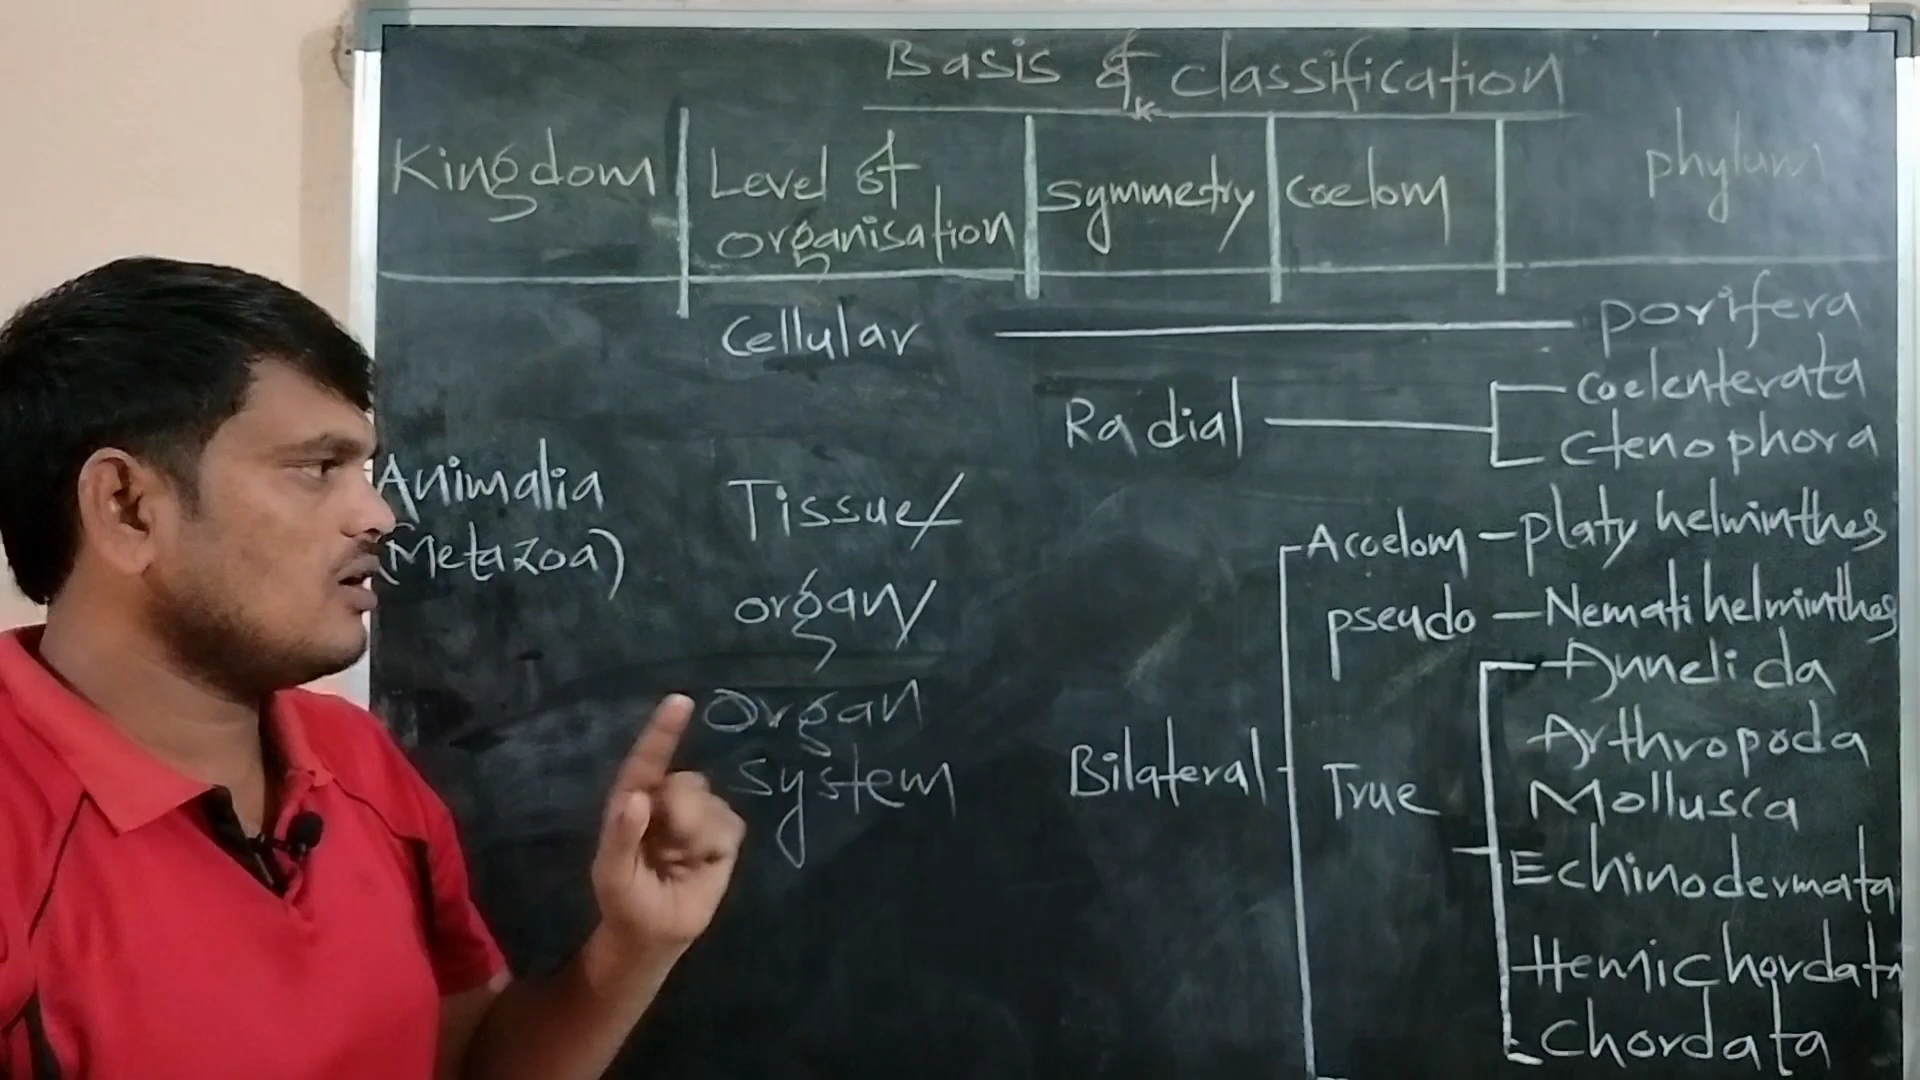 Basis of classification
Kingdom Level of organisation symmetry coelom phylum
Cellular porifera
Radial coelenterata
ctenophora
Animalia
(Metazoa)
Tissue/
organ/
organ
system
Bilateral
Acoelom - platy helminthes
pseudo - Nemati helminthes
True
Annelida
Arthropoda
Mollusca
Echinodermata
Hemichordata
chordata